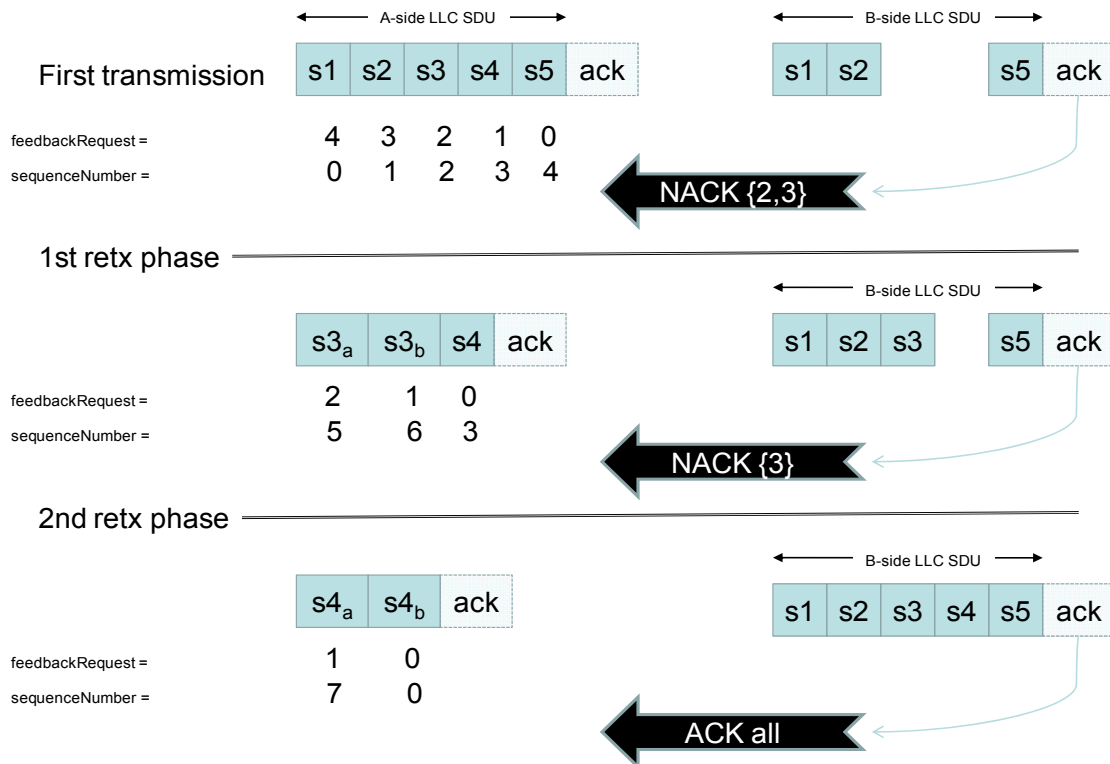 A-side LLC SDU
B-side LLC SDU
First transmission
s1 s2 s3 s4 s5 ack
s1 s2 s5 ack
feedbackRequest = 4 3 2 1 0
sequenceNumber = 0 1 2 3 4
NACK {2,3}
1st retx phase
B-side LLC SDU
s3a s3b s4 ack
s1 s2 s3 s5 ack
feedbackRequest = 2 1 0
sequenceNumber = 5 6 3
NACK {3}
2nd retx phase
B-side LLC SDU
s4a s4b ack
s1 s2 s3 s4 s5 ack
feedbackRequest = 1 0
sequenceNumber = 7 0
ACK all